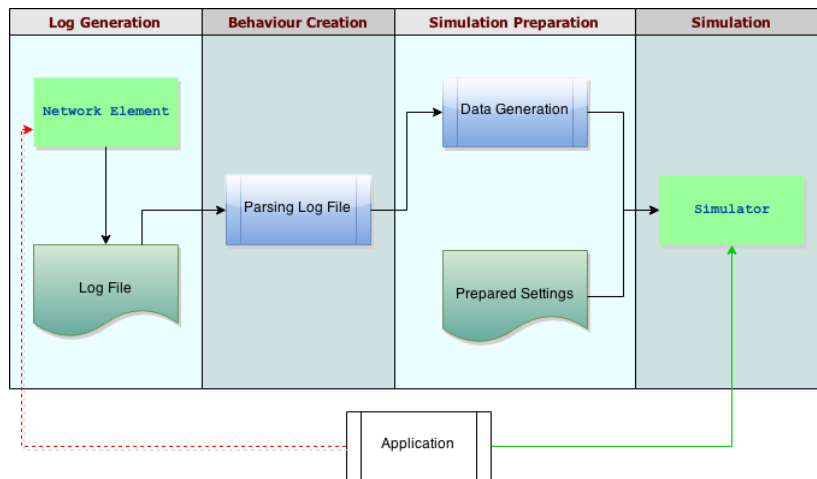 Log Generation
Behaviour Creation
Simulation Preparation
Simulation
Network Element
Data Generation
Parsing Log File
Simulator
Log File
Prepared Settings
Application